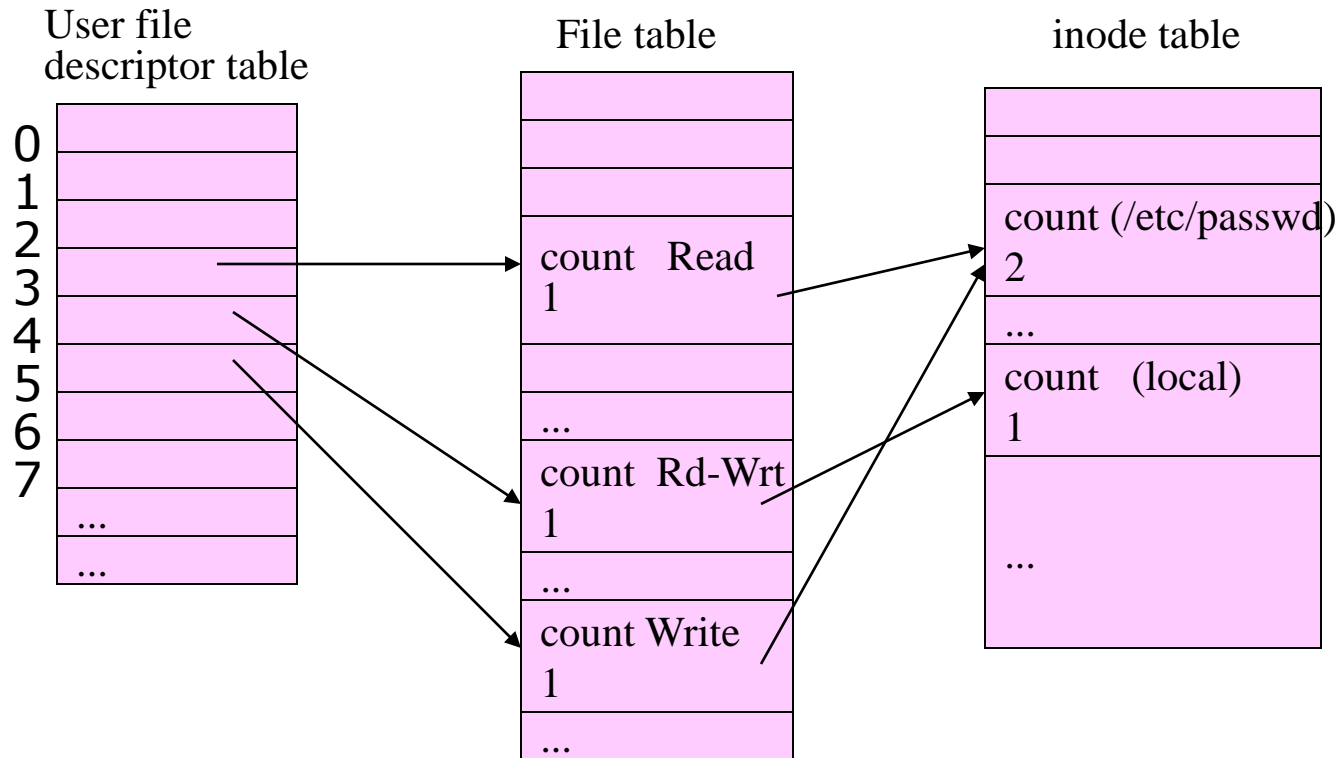 User file
descriptor table
0
1
2
3
4
5
6
7
...
...
File table
count Read
1
...
count Rd-Wrt
1
...
count Write
1
...
inode table
count (/etc/passwd)
2
...
count (local)
1
...